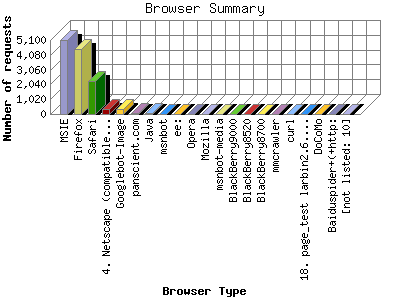 Browser Summary
Number of requests
5,100
4,080
3,060
2,040
1,020
0
MSIE
Firefox
Safari
4. Netscape (compatible...
Googlebot-Image
panscient.com
Java
msnbot
ee:
Opera
Mozilla
msnbot-media
BlackBerry9000
BlackBerry8520
BlackBerry9700
mmcrawler
curl
18. page_test larbin2.6....
DoCoMo
Baiduspider+(+http:
[not listed: 10]
Browser Type